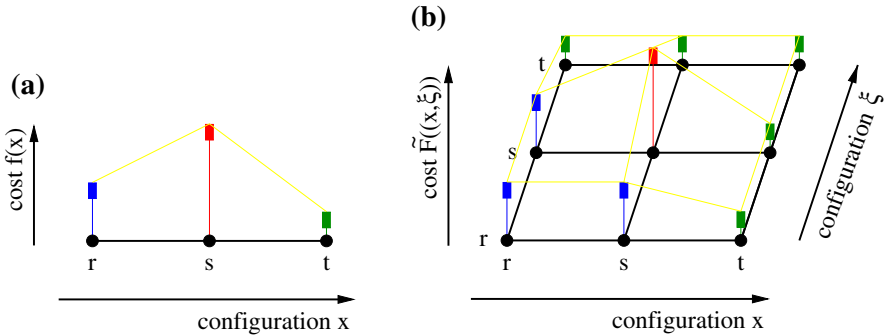 (a)
cost f(x)
r s t
configuration x
(b)
cost F̃((x,ξ))
t
s
r
r s t
configuration x
configuration ξ